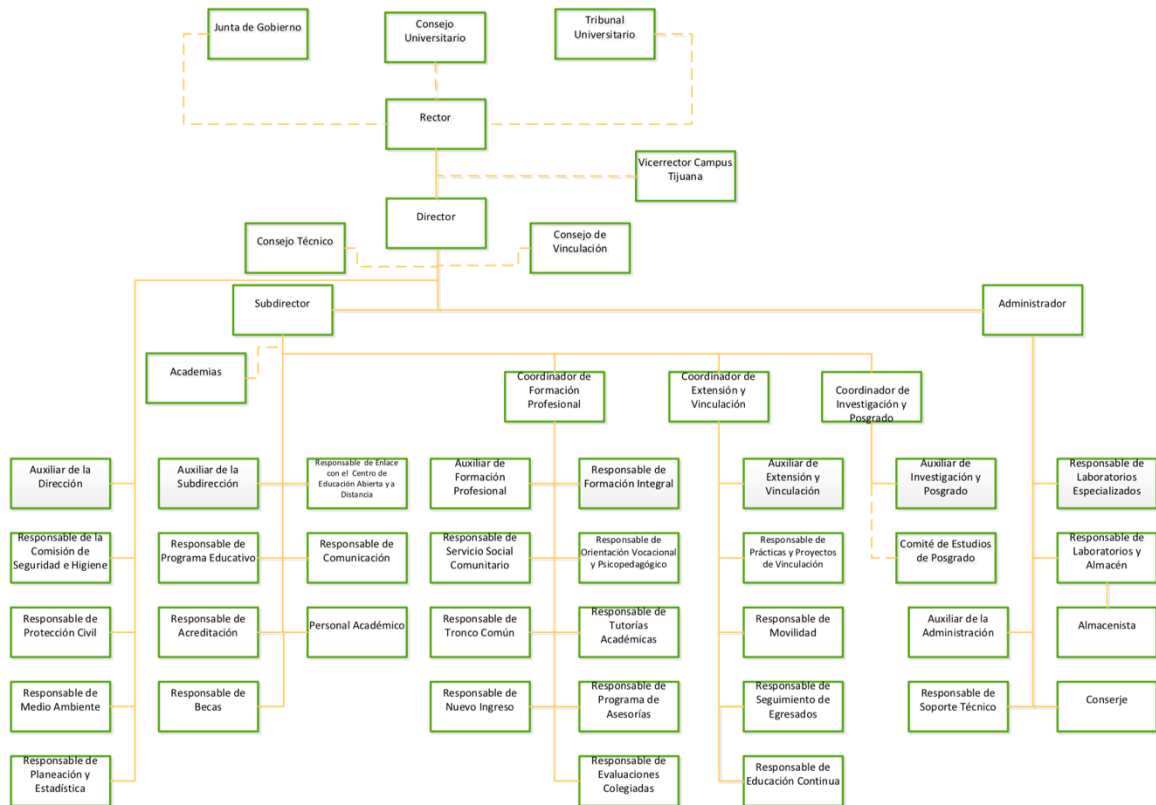 Junta de Gobierno
Consejo
Universitario
Tribunal
Universitario
Rector
Vicerrector Campus
Tijuana
Director
Consejo Técnico
Consejo de
Vinculación
Subdirector
Administrador
Academias
Coordinador de
Formación
Profesional
Coordinador de
Extensión y
Vinculación
Coordinador de
Investigación y
Posgrado
Auxiliar de la
Dirección
Auxiliar de la
Subdirección
Responsable de Enlace
con el Centro de
Educación Abierta y a
Distancia
Auxiliar de
Formación
Profesional
Responsable de
Formación Integral
Auxiliar de
Extensión y
Vinculación
Auxiliar de
Investigación y
Posgrado
Responsable de
Laboratorios
Especializados
Responsable de la
Comisión de
Seguridad e Higiene
Responsable de
Programa Educativo
Responsable de
Comunicación
Responsable de
Servicio Social
Comunitario
Responsable de
Orientación Vocacional
y Psicopedagógico
Responsable de
Prácticas y Proyectos
de Vinculación
Comité de Estudios
de Posgrado
Responsable de
Laboratorios y
Almacén
Responsable de
Protección Civil
Responsable de
Acreditación
Personal Académico
Responsable de
Tronco Común
Responsable de
Tutorías
Académicas
Responsable de
Movilidad
Auxiliar de la
Administración
Almacenista
Responsable de
Medio Ambiente
Responsable de
Becas
Responsable de
Nuevo Ingreso
Responsable de
Programa de
Asesorías
Responsable de
Seguimiento de
Egresados
Responsable de
Soporte Técnico
Conserje
Responsable de
Planeación y
Estadística
Responsable de
Evaluaciones
Colegiadas
Responsable de
Educación Continua